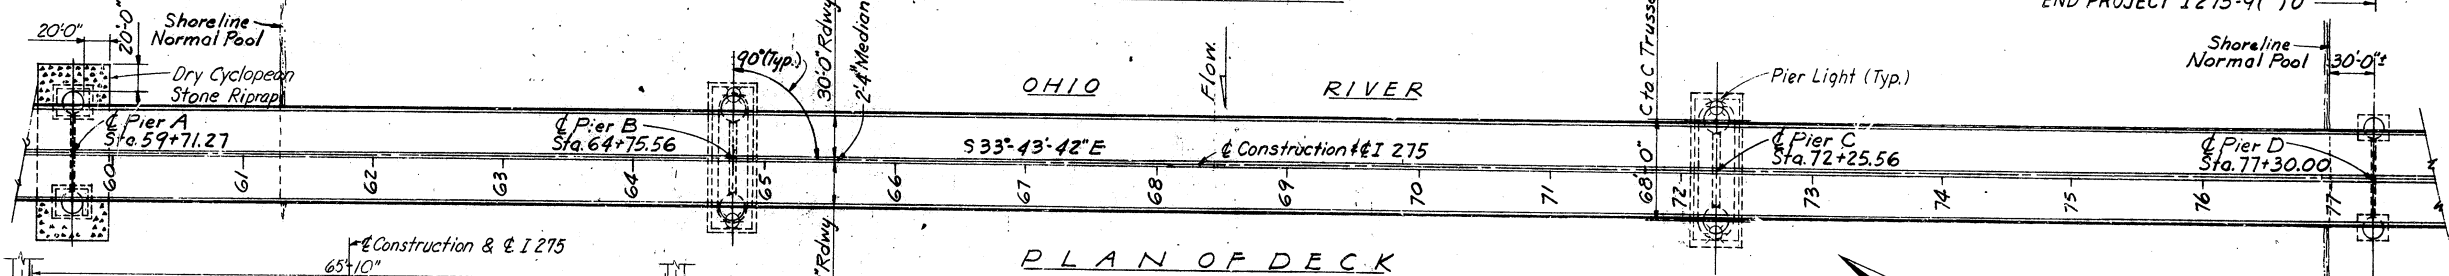 END PROJECT I 275-9( )0
20'-0"
20'-0"
Shoreline
Normal Pool
Dry Cyclopean
Stone Riprap
90°(Typ.)
30'-0" Rdwy
2'-4" Median
OHIO RIVER
Flow.
C to C Trusses
Pier Light (Typ.)
Shoreline
Normal Pool
30'-0"±
℄ Pier A
Sta. 59+71.27
℄ Pier B
Sta. 64+75.56
S 33°-43'-42" E
℄ Construction & ℄ I 275
68'-0"
℄ Pier C
Sta. 72+25.56
℄ Pier D
Sta. 77+30.00
60 61 62 63 64 65 66 67 68 69 70 71 72 73 74 75 76 77
℄ Construction & ℄ I 275
65'-10"
" Rdwy
PLAN OF DECK